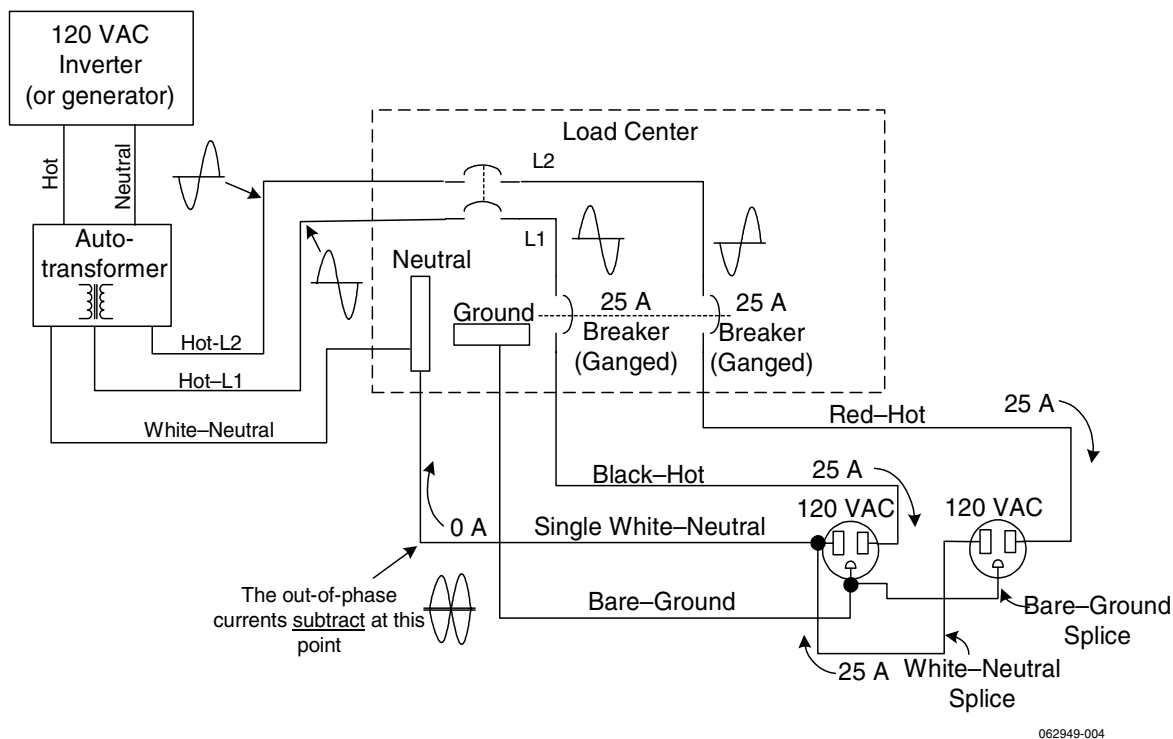 120 VAC
Inverter
(or generator)
Hot
Neutral
Auto-
transformer
Hot-L2
Hot–L1
White–Neutral
Load Center
L2
L1
Neutral
Ground
25 A
Breaker
(Ganged)
25 A
Breaker
(Ganged)
Red–Hot
25 A
Black–Hot
25 A
120 VAC
120 VAC
0 A
Single White–Neutral
The out-of-phase
currents subtract at this
point
Bare–Ground
25 A
White–Neutral
Splice
Bare–Ground
Splice
062949-004